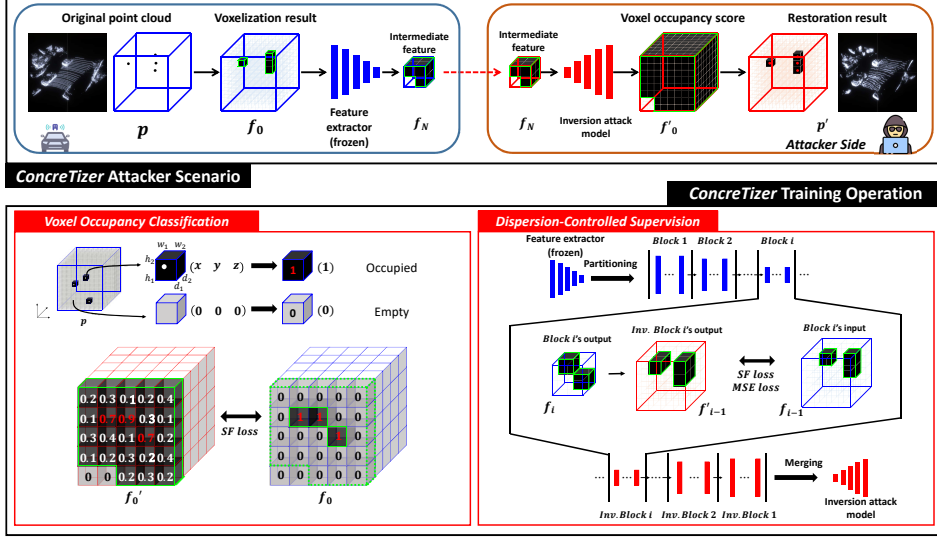 Original point cloud
Voxelization result
Intermediate
feature
p
f0
Feature
extractor
(frozen)
fN
Intermediate
feature
Voxel occupancy score
Restoration result
fN
Inversion attack
model
f'0
p'
Attacker Side
ConcreTizer Attacker Scenario
ConcreTizer Training Operation
Voxel Occupancy Classification
w1 w2
h2
h1
d2
d1
(x y z)
1
(1)
Occupied
(0 0 0)
0
(0)
Empty
p
0.2 0.3 0.1 0.2 0.4
0.1 0.7 0.9 0.3 0.1
0.3 0.4 0.1 0.7 0.2
0.1 0.2 0.3 0.2 0.4
0 0 0.2 0.3 0.2
f0'
SF loss
0 0 0 0 0
0 1 1 0 0
0 0 0 1 0
0 0 0 0 0
0 0 0 0 0
f0
Dispersion-Controlled Supervision
Feature extractor
(frozen)
Partitioning
Block 1 Block 2 Block i
Block i's output
fi
Inv. Block i's output
f'i−1
SF loss
MSE loss
Block i's input
fi−1
Inv. Block i Inv. Block 2 Inv. Block 1
Merging
Inversion attack
model